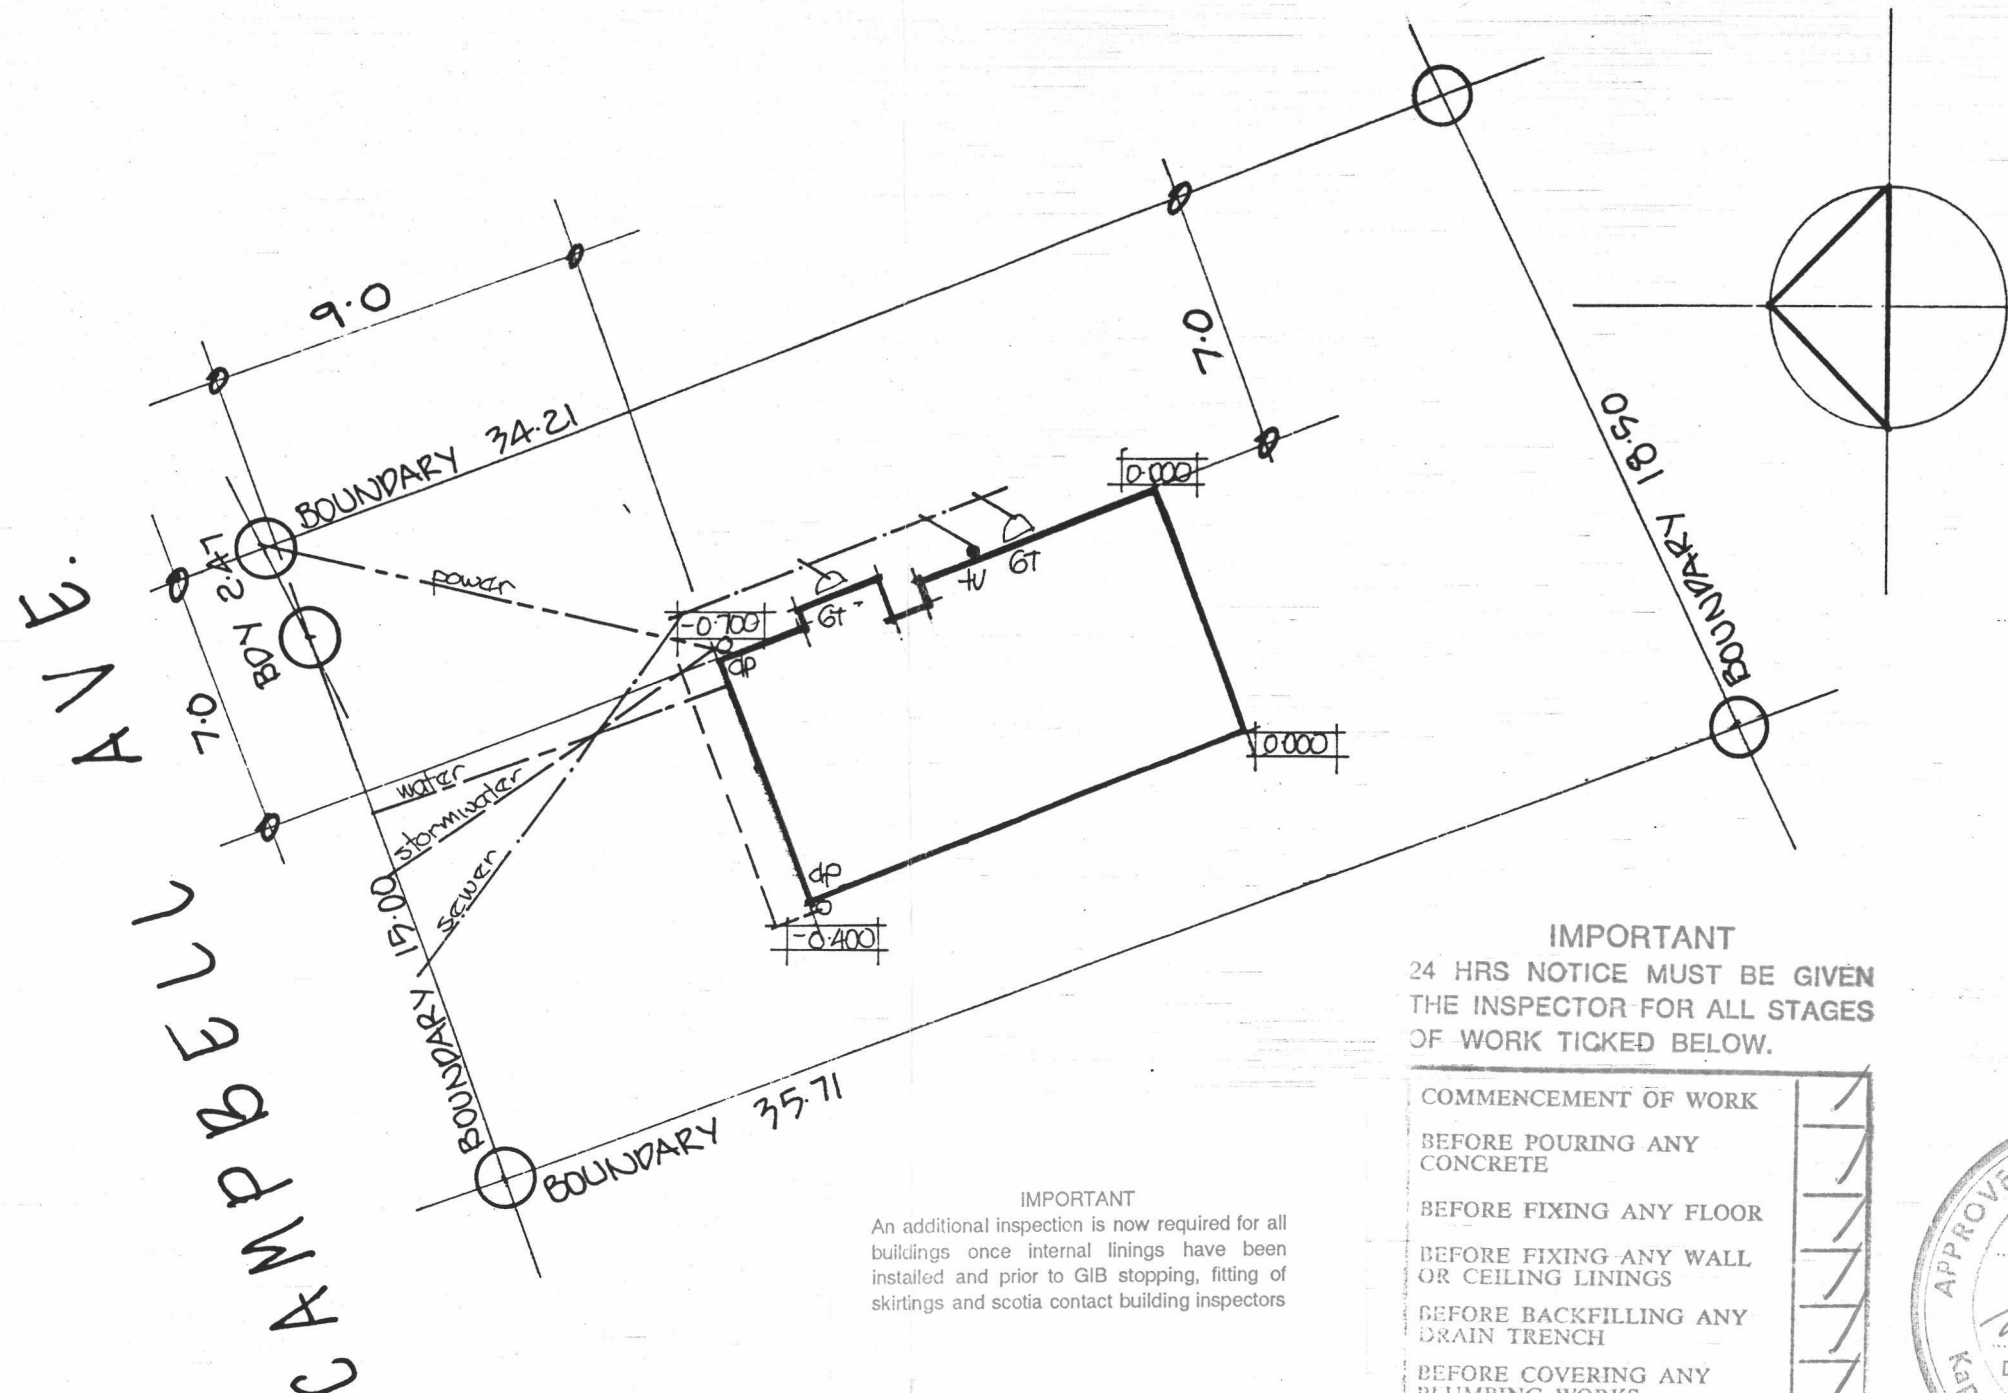 9.0
BOUNDARY 34.21
7.0
BOUNDARY 18.50
2.47
BDY
7.0
power
-0.700
dp
GT
tv
GT
0.000
0.000
water
stormwater
sewer
dp
-0.400
BOUNDARY 15.00
BOUNDARY 35.71
CAMPBELL AVE.
IMPORTANT
24 HRS NOTICE MUST BE GIVEN
THE INSPECTOR FOR ALL STAGES
OF WORK TICKED BELOW.
COMMENCEMENT OF WORK
BEFORE POURING ANY
CONCRETE
BEFORE FIXING ANY FLOOR
BEFORE FIXING ANY WALL
OR CEILING LININGS
BEFORE BACKFILLING ANY
DRAIN TRENCH
BEFORE COVERING ANY
PLUMBING WORKS
IMPORTANT
An additional inspection is now required for all
buildings once internal linings have been
installed and prior to GIB stopping, fitting of
skirtings and scotia contact building inspectors
APPROVE